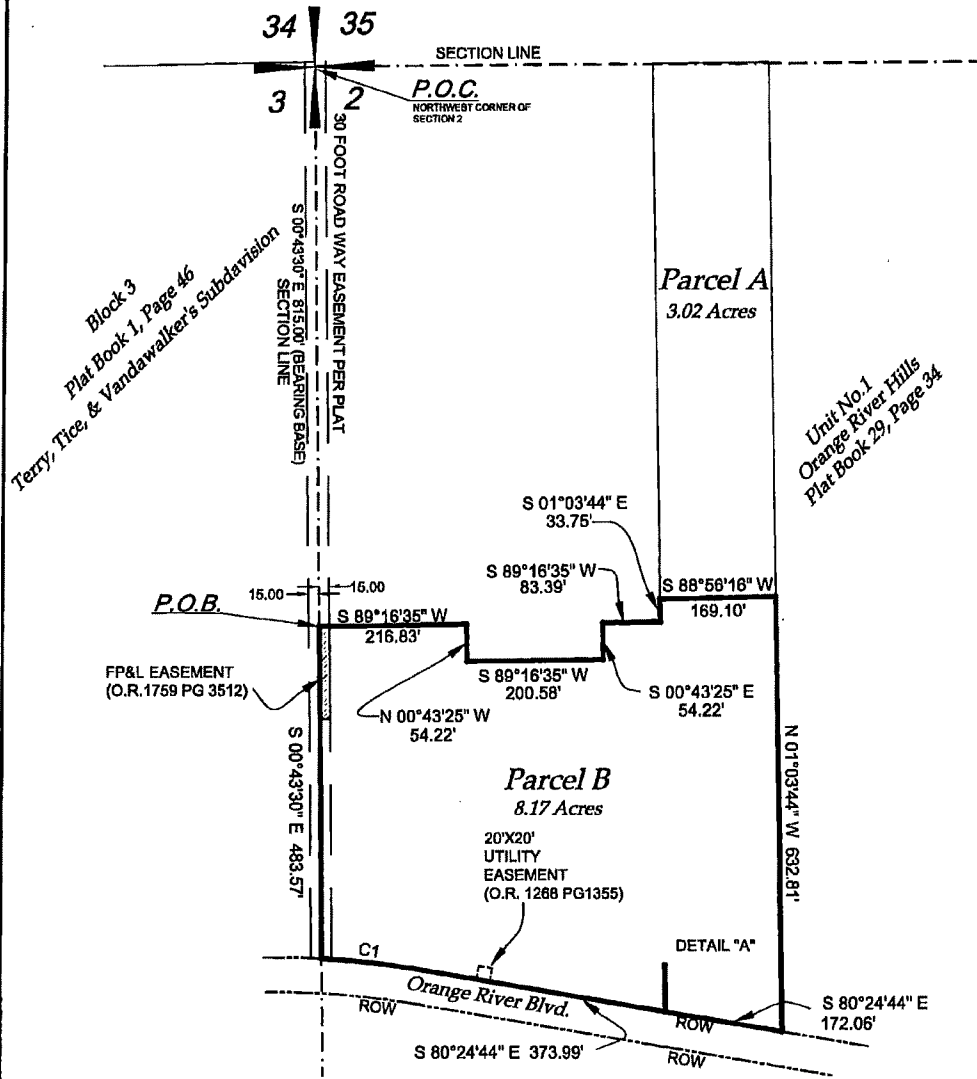 34 35
SECTION LINE
3 2
P.O.C.
NORTHWEST CORNER OF
SECTION 2
30 FOOT ROAD WAY EASEMENT PER PLAT
S 00°43'30" E 815.00' (BEARING BASE)
SECTION LINE
Block 3
Plat Book 1, Page 46
Terry, Tice, & Vandawalker's Subdavision
Parcel A
3.02 Acres
Unit No.1
Orange River Hills
Plat Book 29, Page 34
S 01°03'44" E
33.75'
S 89°16'35" W
83.39'
S 88°56'16" W
169.10'
15.00 15.00
P.O.B.
S 89°16'35" W
216.83'
FP&L EASEMENT
(O.R.1759 PG 3512)
S 89°16'35" W
200.58'
N 00°43'25" W
54.22'
S 00°43'25" E
54.22'
S 00°43'30" E 483.57'
Parcel B
8.17 Acres
N 01°03'44" W 632.81'
20'X20'
UTILITY
EASEMENT
(O.R. 1268 PG1355)
DETAIL "A"
C1
Orange River Blvd.
ROW
ROW
ROW
S 80°24'44" E
172.06'
S 80°24'44" E 373.99'